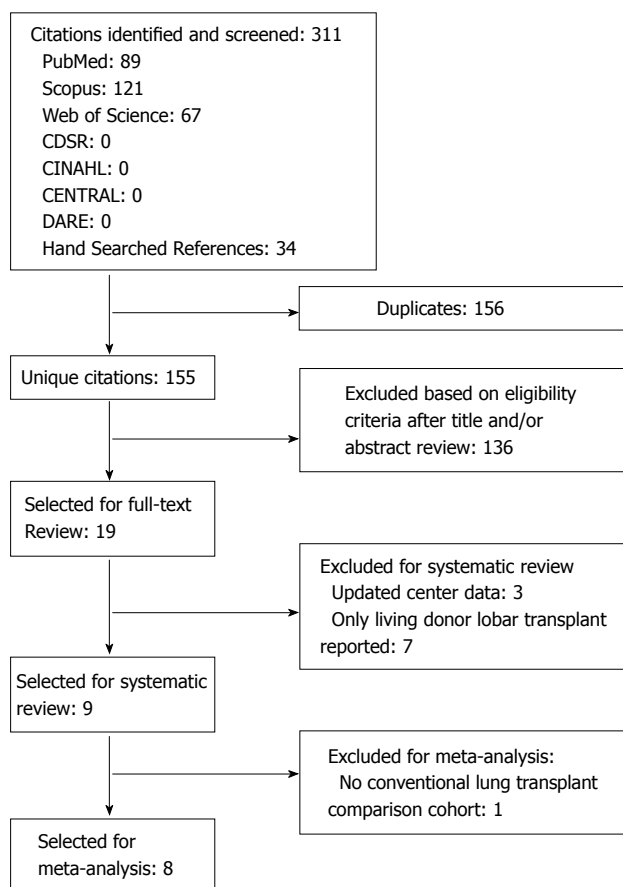 Citations identified and screened: 311
PubMed: 89
Scopus: 121
Web of Science: 67
CDSR: 0
CINAHL: 0
CENTRAL: 0
DARE: 0
Hand Searched References: 34
Duplicates: 156
Unique citations: 155
Excluded based on eligibility
criteria after title and/or
abstract review: 136
Selected for full-text
Review: 19
Excluded for systematic review
Updated center data: 3
Only living donor lobar transplant
reported: 7
Selected for systematic
review: 9
Excluded for meta-analysis:
No conventional lung transplant
comparison cohort: 1
Selected for
meta-analysis: 8